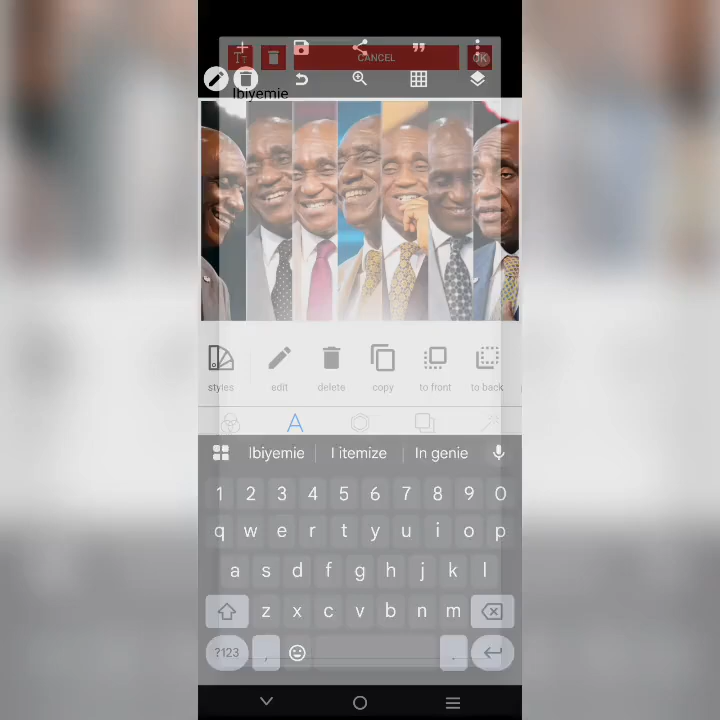 Tт CANCEL OK
Ibiyemie
styles edit delete copy to front to back
A
Ibiyemie I itemize In genie
1 2 3 4 5 6 7 8 9 0
q w e r t y u i o p
a s d f g h j k l
z x c v b n m
?123 , .